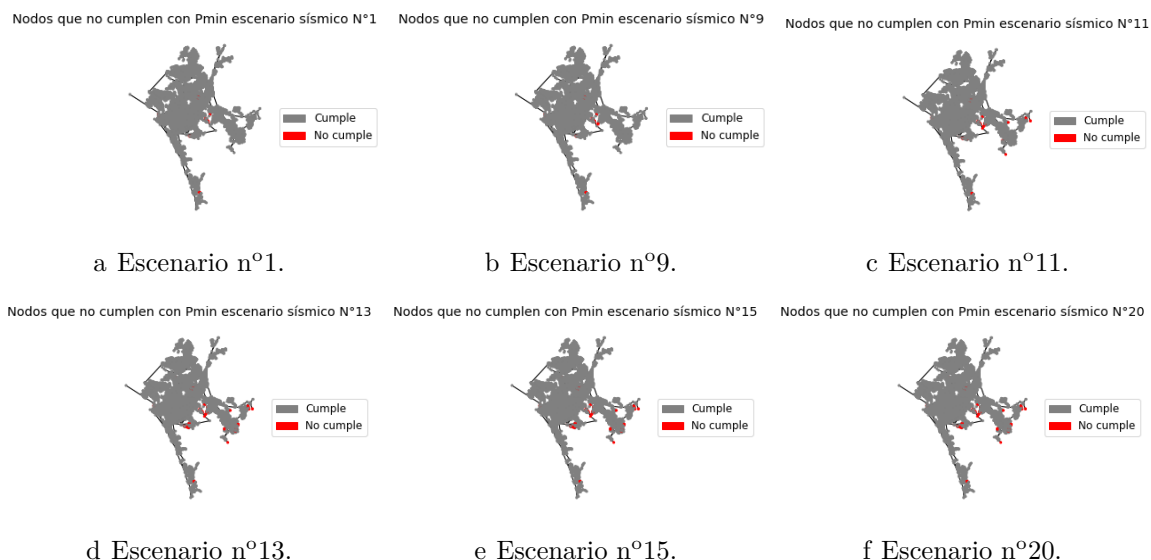 Nodos que no cumplen con Pmin escenario sísmico N°1
Cumple
No cumple
a Escenario nº1.
Nodos que no cumplen con Pmin escenario sísmico N°9
Cumple
No cumple
b Escenario nº9.
Nodos que no cumplen con Pmin escenario sísmico N°11
Cumple
No cumple
c Escenario nº11.
Nodos que no cumplen con Pmin escenario sísmico N°13
Cumple
No cumple
d Escenario nº13.
Nodos que no cumplen con Pmin escenario sísmico N°15
Cumple
No cumple
e Escenario nº15.
Nodos que no cumplen con Pmin escenario sísmico N°20
Cumple
No cumple
f Escenario nº20.